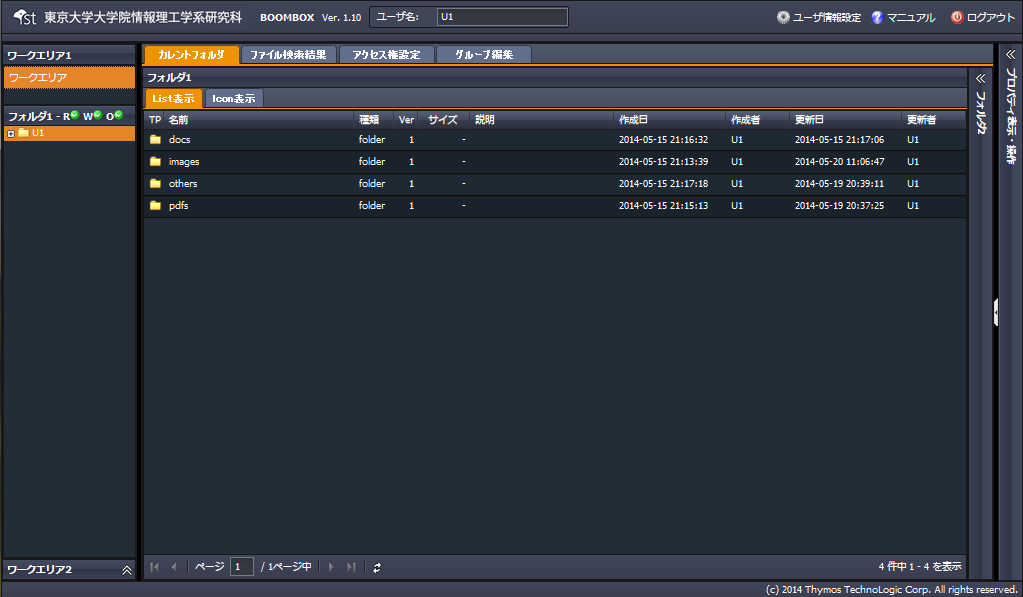 st 東京大学大学院情報理工学系研究科 BOOMBOX Ver. 1.10 ユーザ名: U1 ユーザ情報設定 マニュアル ログアウト
ワークエリア1
ワークエリア
フォルダ1 - R W O
U1
ワークエリア2
カレントフォルダ ファイル検索結果 アクセス権設定 グループ編集
フォルダ1
List表示 Icon表示
TP 名前 種類 Ver サイズ 説明 作成日 作成者 更新日 更新者
docs folder 1 - 2014-05-15 21:16:32 U1 2014-05-15 21:17:06 U1
images folder 1 - 2014-05-15 21:13:39 U1 2014-05-20 11:06:47 U1
others folder 1 - 2014-05-15 21:17:18 U1 2014-05-19 20:39:11 U1
pdfs folder 1 - 2014-05-15 21:15:13 U1 2014-05-19 20:37:25 U1
ページ 1 / 1ページ中 4 件中 1 - 4 を表示
フォルダ2
プロパティ表示・操作
(c) 2014 Thymos TechnoLogic Corp. All rights reserved.